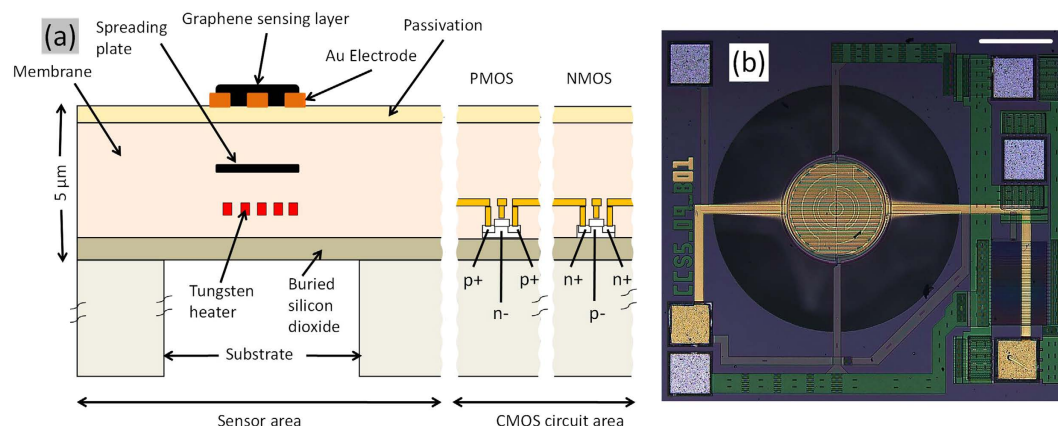 (a)
Graphene sensing layer
Spreading
plate
Passivation
Au Electrode
Membrane
PMOS
NMOS
5 µm
p+
p+
n+
n+
n-
p-
Tungsten
heater
Buried
silicon
dioxide
Substrate
Sensor area
CMOS circuit area
(b)
CCS5_19_B01